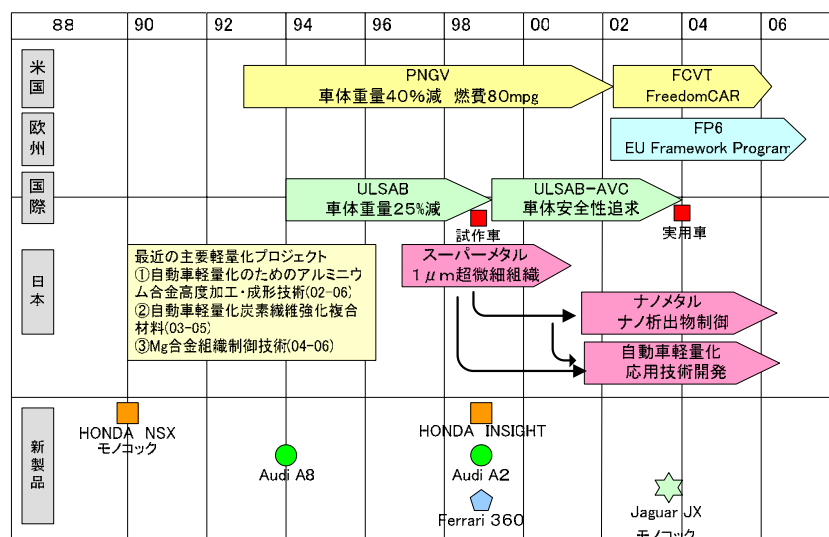 88 90 92 94 96 98 00 02 04 06
米国
PNGV
車体重量40%減 燃費80mpg
FCVT
FreedomCAR
欧州
FP6
EU Framework Program
国際
ULSAB
車体重量25%減
ULSAB-AVC
車体安全性追求
試作車
実用車
日本
最近の主要軽量化プロジェクト
①自動車軽量化のためのアルミニウ
ム合金高度加工・成形技術(02-06)
②自動車軽量化炭素繊維強化複合
材料(03-05)
③Mg合金組織制御技術(04-06)
スーパーメタル
1μm超微細組織
ナノメタル
ナノ析出物制御
自動車軽量化
応用技術開発
新製品
HONDA NSX
モノコック
HONDA INSIGHT
Audi A8
Audi A2
Ferrari 360
Jaguar JX
モノコック